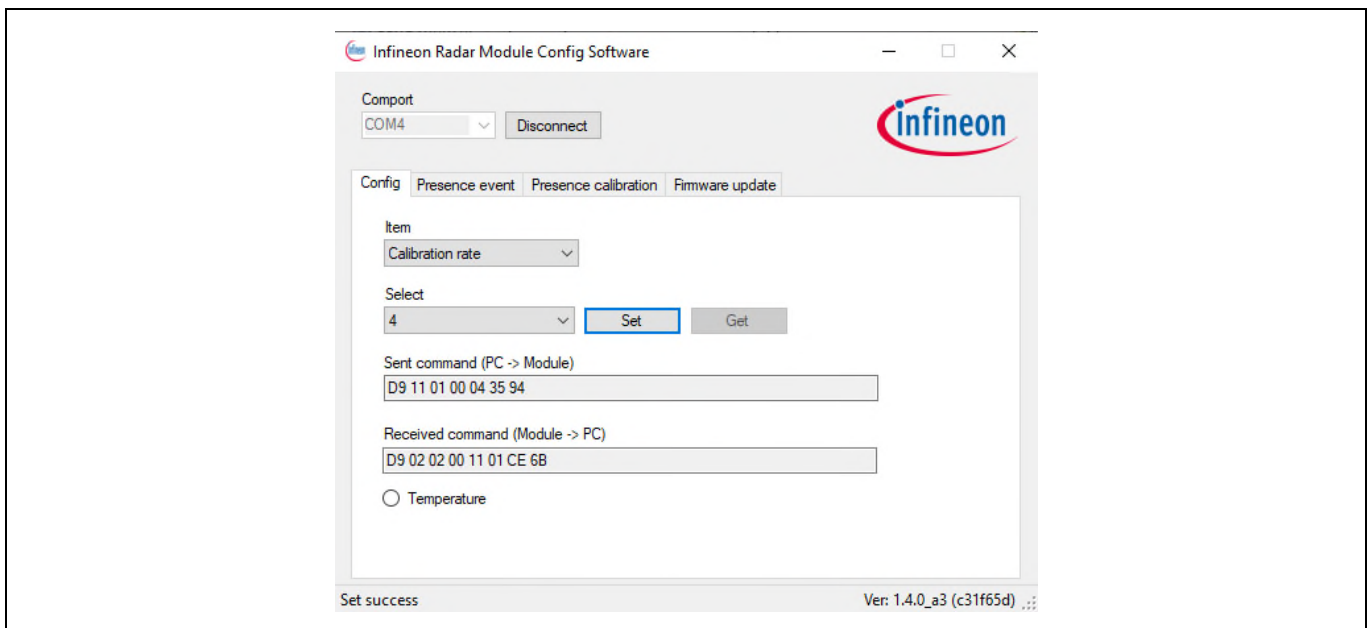 Infineon Radar Module Config Software
Comport
COM4
Disconnect
infineon
Config Presence event Presence calibration Firmware update
Item
Calibration rate
Select
4
Set
Get
Sent command (PC -> Module)
D9 11 01 00 04 35 94
Received command (Module -> PC)
D9 02 02 00 11 01 CE 6B
Temperature
Set success
Ver: 1.4.0_a3 (c31f65d)